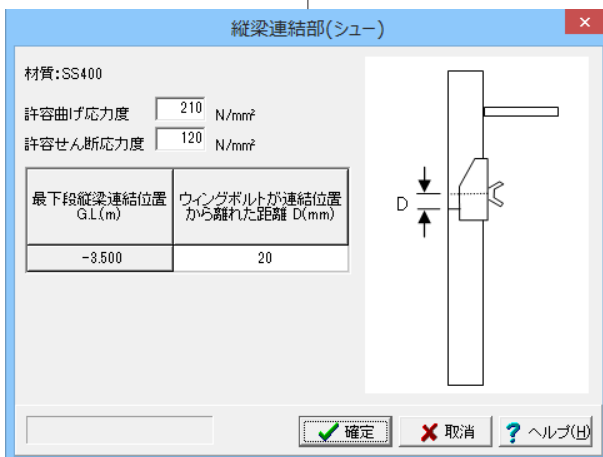 縦梁連結部(シュー)
材質:SS400
許容曲げ応力度 210 N/mm²
許容せん断応力度 120 N/mm²
最下段縦梁連結位置
G.L(m)
ウィングボルトが連結位置
から離れた距離 D(mm)
-3.500 20
D
確定 取消 ? ヘルプ(H)